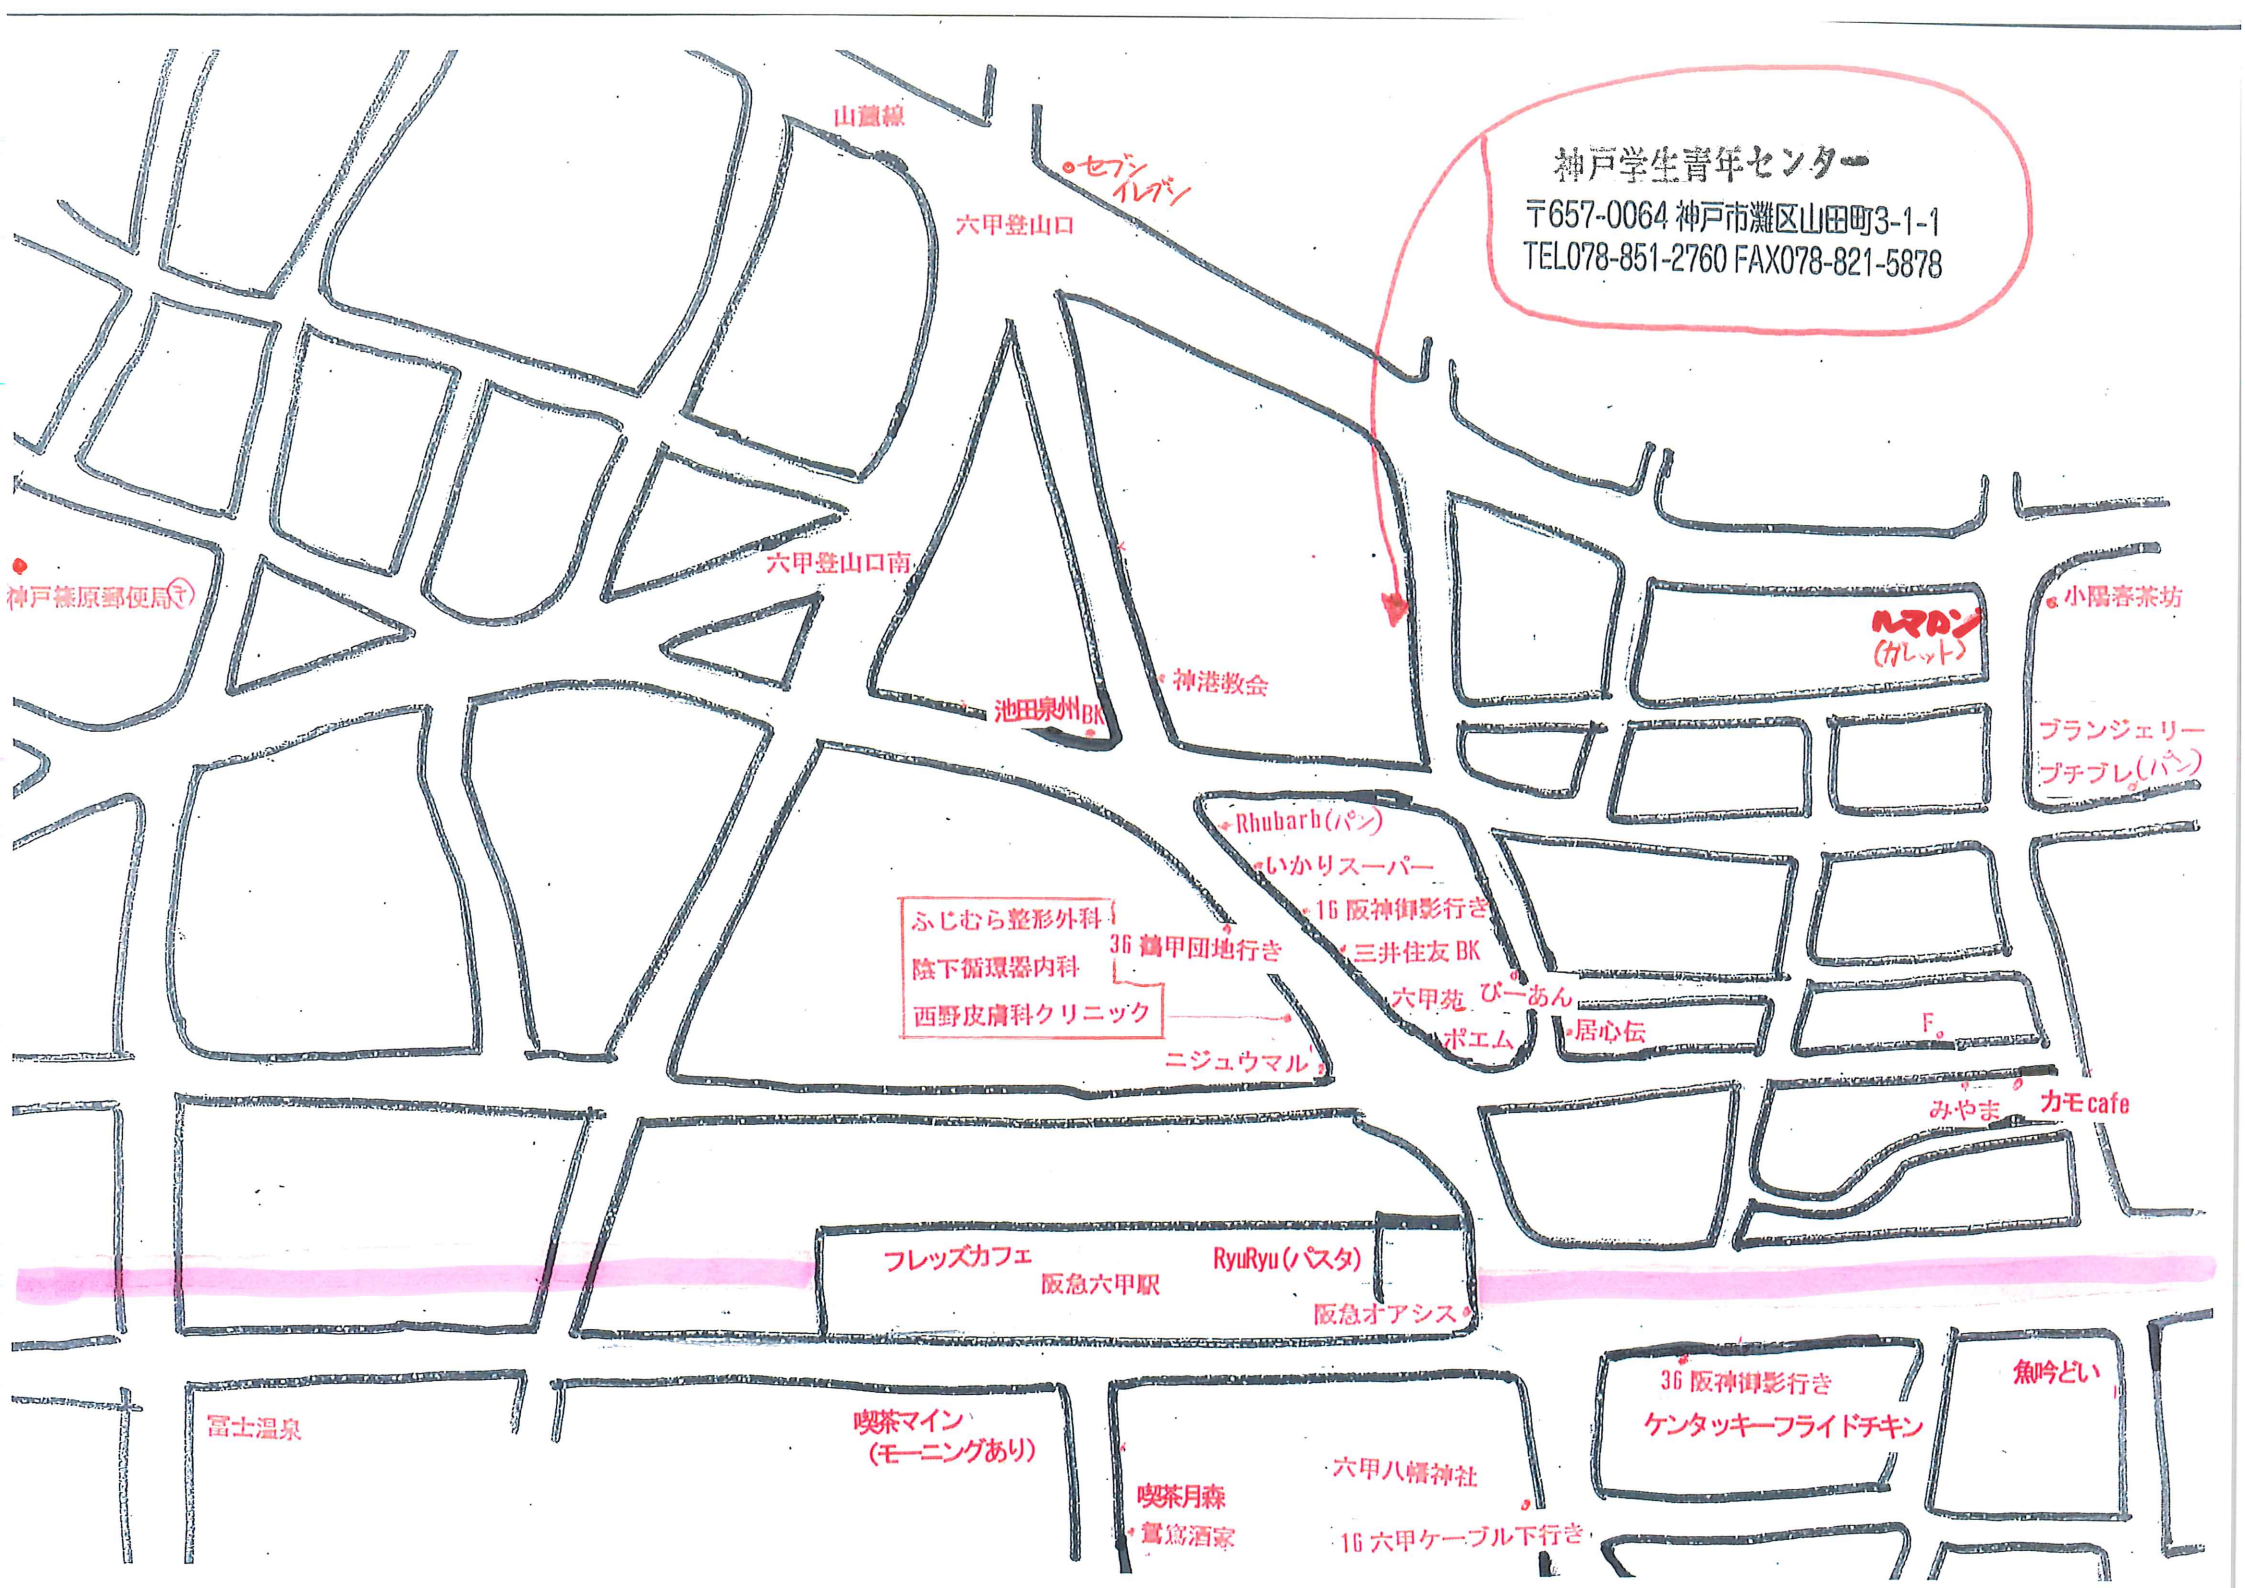 山麓線
セブン
イレブン
六甲登山口
神戸学生青年センター
〒657-0064 神戸市灘区山田町3-1-1
TEL078-851-2760 FAX078-821-5878
六甲登山口南
神戸篠原郵便局〒
小陽春茶坊
ルマロン
(ガレット)
神港教会
池田泉州BK
ブランジェリー
プチブレ(パン)
Rhubarb(パン)
いかりスーパー
16 阪神御影行き
36 鶴甲団地行き
三井住友 BK
六甲苑
ぴーあん
ポエム
居心伝
F
ふじむら整形外科
陰下循環器内科
西野皮膚科クリニック
ニジュウマル
みやま
カモcafe
フレッズカフェ
RyuRyu(パスタ)
阪急六甲駅
阪急オアシス
36 阪神御影行き
ケンタッキーフライドチキン
魚吟どい
冨士温泉
喫茶マイン
(モーニングあり)
喫茶月森
鴛鴦酒家
六甲八幡神社
16 六甲ケーブル下行き